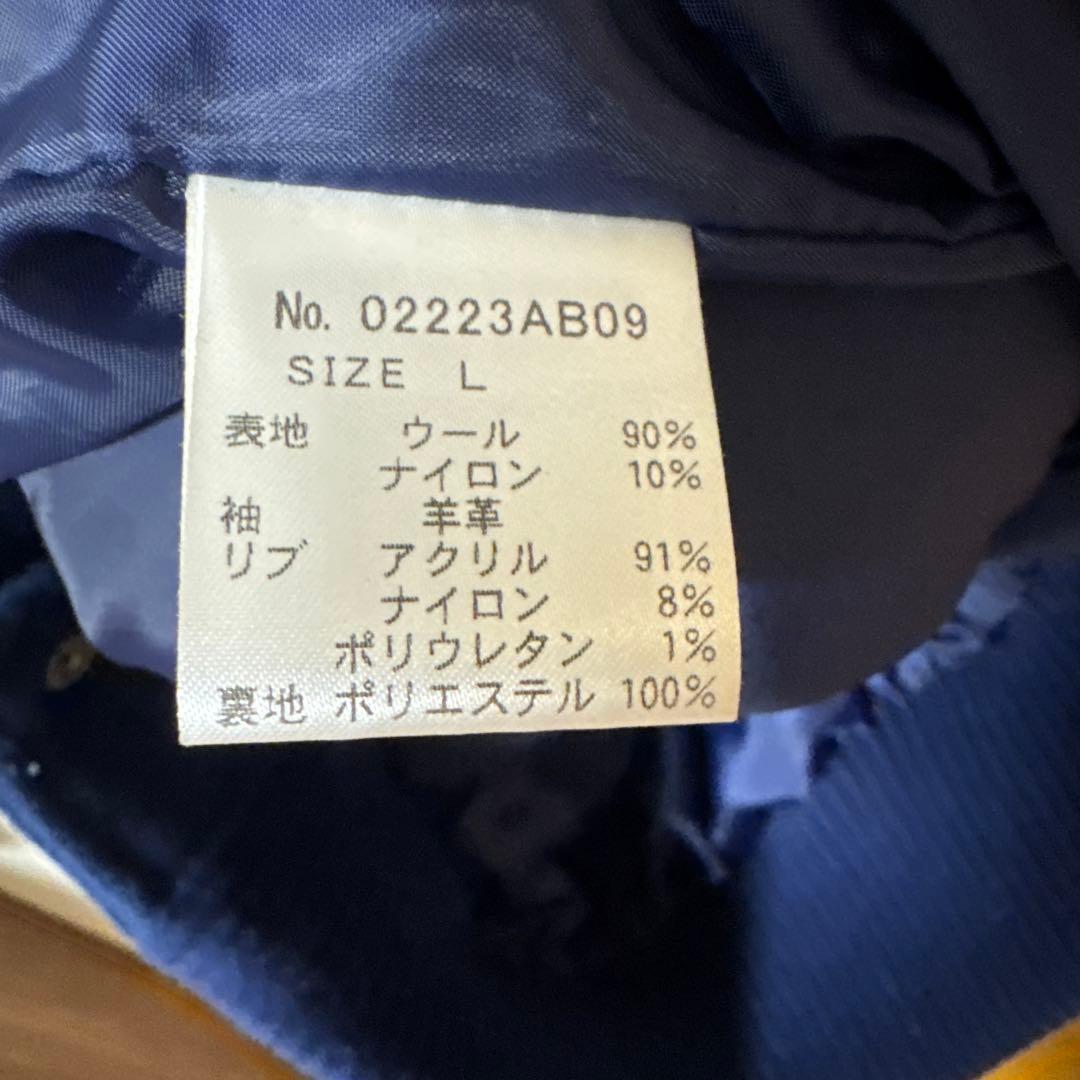 No. 02223AB09
SIZE L
表地 ウール 90%
ナイロン 10%
袖 羊革
リブ アクリル 91%
ナイロン 8%
ポリウレタン 1%
裏地 ポリエステル 100%